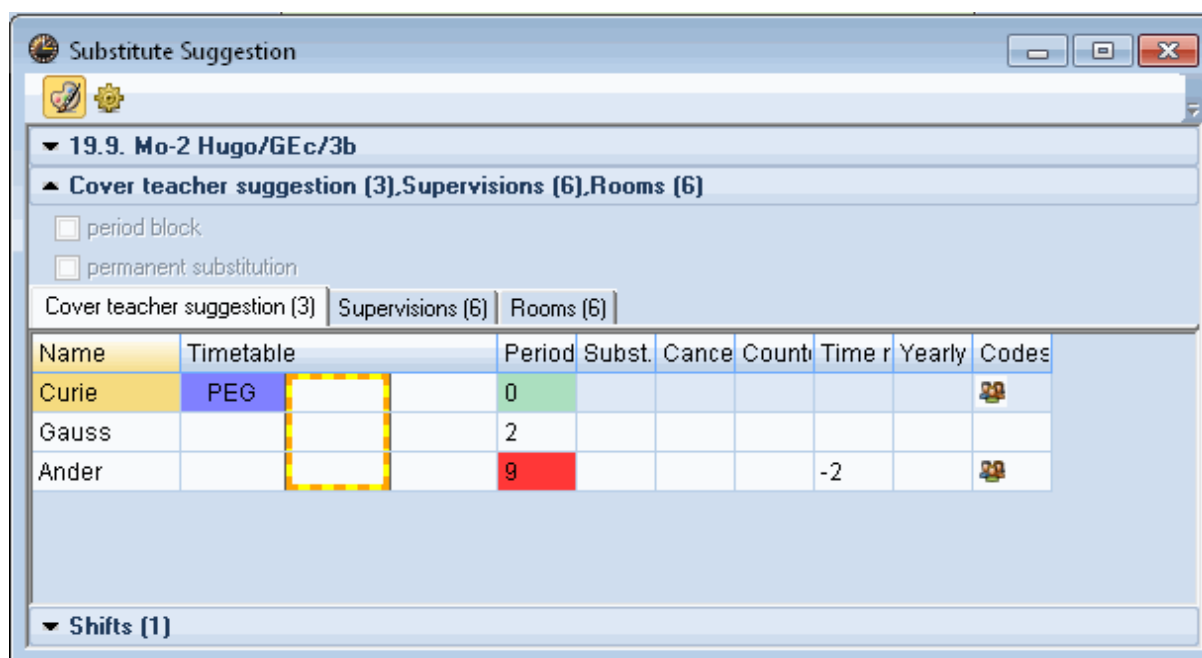 Substitute Suggestion
19.9. Mo-2 Hugo/GEc/3b
Cover teacher suggestion (3),Supervisions (6),Rooms (6)
period block
permanent substitution
Cover teacher suggestion (3) Supervisions (6) Rooms (6)
Name Timetable Period Subst. Cance Count Time r Yearly Codes
Curie PEG 0
Gauss 2
Ander 9 -2
Shifts (1)